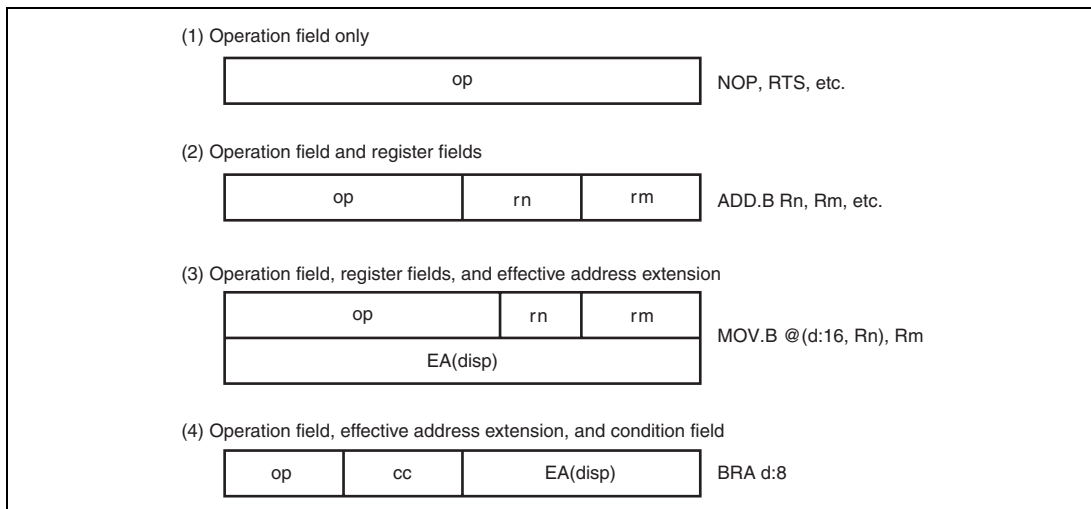 (1) Operation field only
op
NOP, RTS, etc.
(2) Operation field and register fields
op rn rm
ADD.B Rn, Rm, etc.
(3) Operation field, register fields, and effective address extension
op rn rm
EA(disp)
MOV.B @(d:16, Rn), Rm
(4) Operation field, effective address extension, and condition field
op cc EA(disp)
BRA d:8